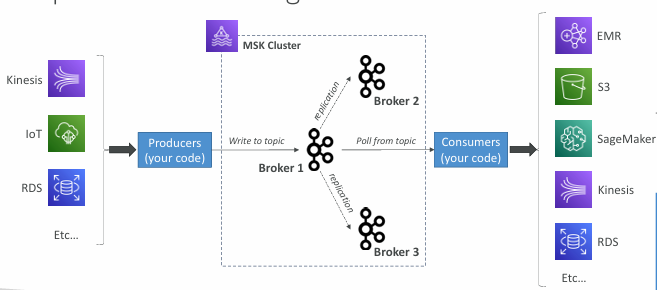 MSK Cluster
Kinesis
IoT
RDS
Etc...
Producers
(your code)
Write to topic
Broker 1
replication
Broker 2
replication
Broker 3
Poll from topic
Consumers
(your code)
EMR
S3
SageMaker
Kinesis
RDS
Etc...